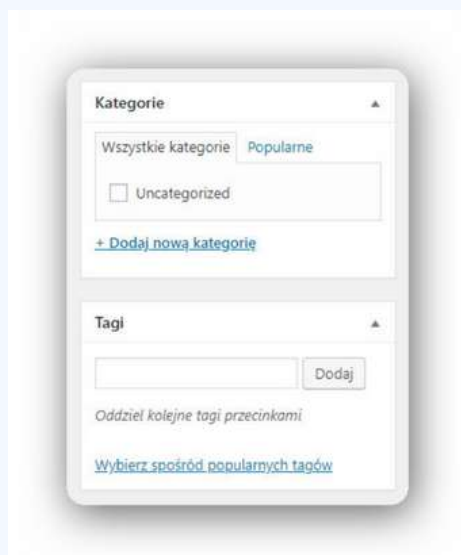 Kategorie
Wszystkie kategorie Popularne
Uncategorized
+ Dodaj nową kategorię
Tagi
Dodaj
Oddziel kolejne tagi przecinkami
Wybierz spośród popularnych tagów